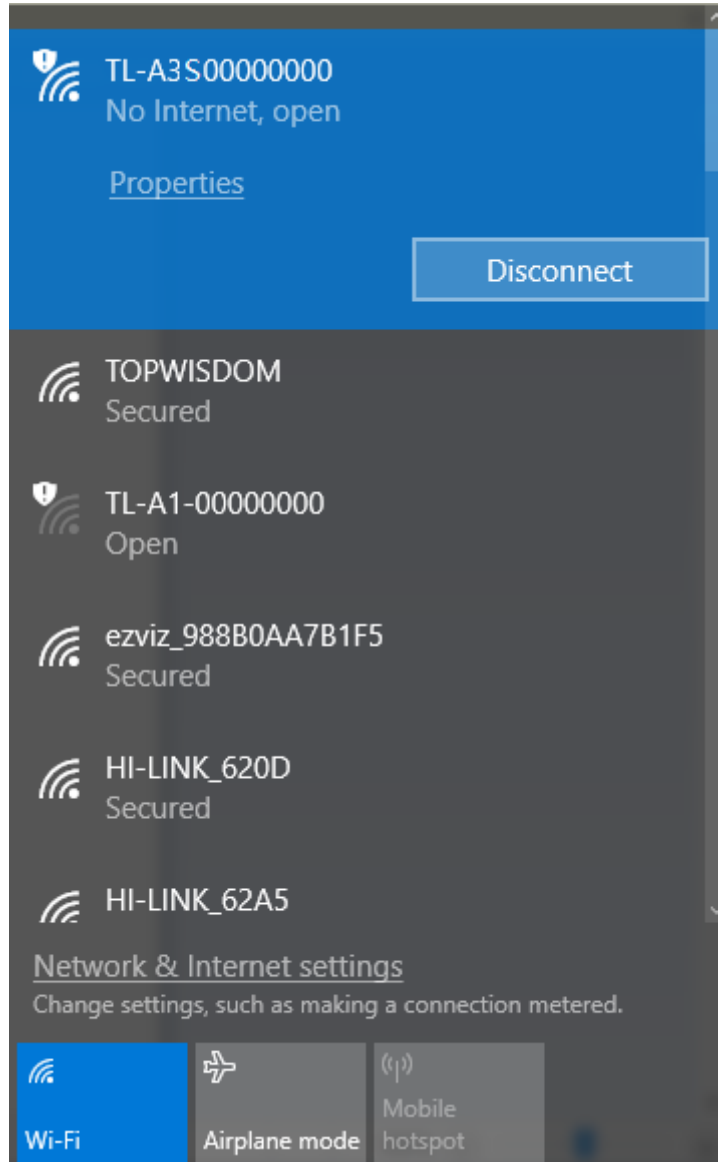 TL-A3S00000000
No Internet, open
Properties
Disconnect
TOPWISDOM
Secured
TL-A1-00000000
Open
ezviz_988B0AA7B1F5
Secured
HI-LINK_620D
Secured
HI-LINK_62A5
Network & Internet settings
Change settings, such as making a connection metered.
Wi-Fi
Airplane mode
Mobile
hotspot